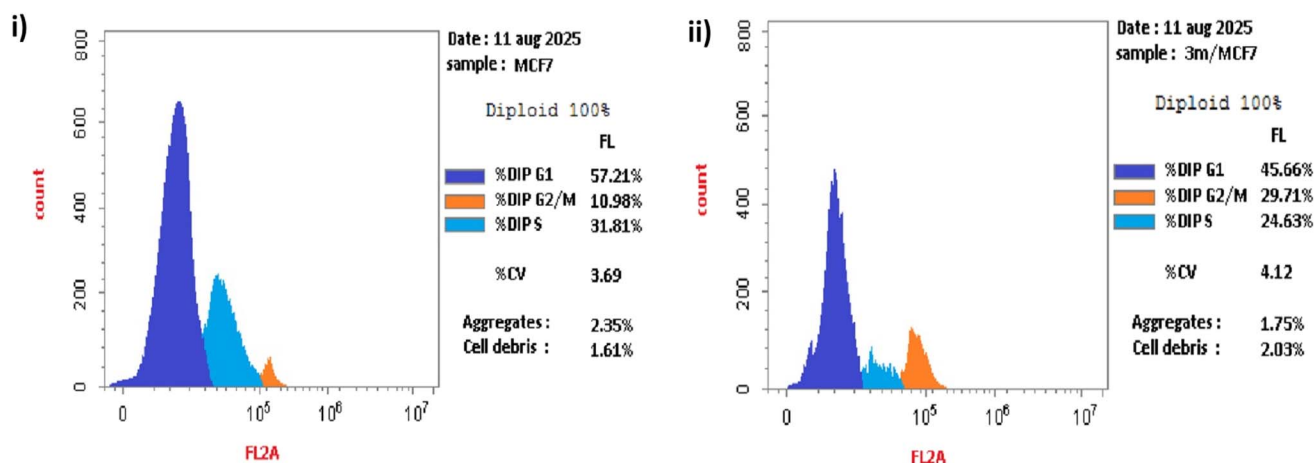 i)
Date : 11 aug 2025
sample : MCF7
Diploid 100%
FL
%DIP G1 57.21%
%DIP G2/M 10.98%
%DIP S 31.81%
%CV 3.69
Aggregates : 2.35%
Cell debris : 1.61%
800
600
400
200
0
count
0 10^5 10^6 10^7
FL2A
ii)
Date : 11 aug 2025
sample : 3m/MCF7
Diploid 100%
FL
%DIP G1 45.66%
%DIP G2/M 29.71%
%DIP S 24.63%
%CV 4.12
Aggregates : 1.75%
Cell debris : 2.03%
800
600
400
200
0
count
0 10^5 10^6 10^7
FL2A